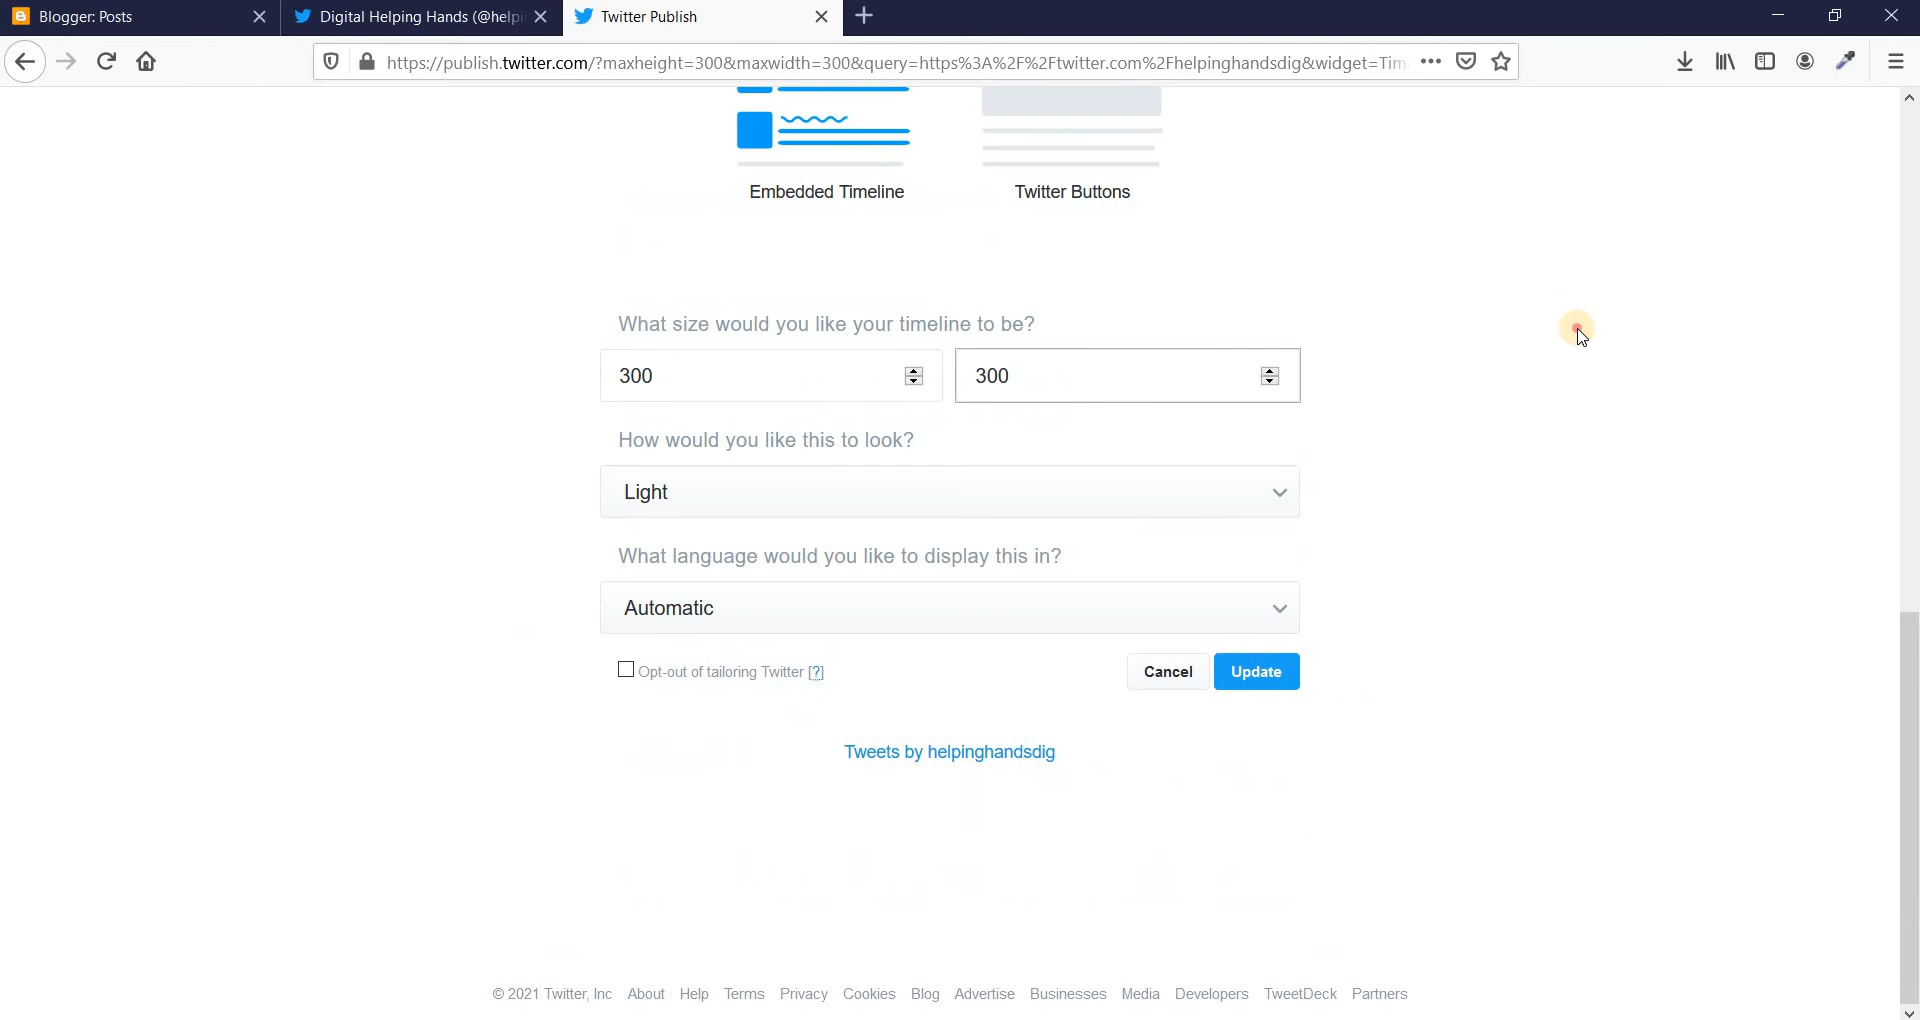 Blogger: Posts
Digital Helping Hands (@help
Twitter Publish
https://publish.twitter.com/?maxheight=300&maxwidth=300&query=https%3A%2F%2Ftwitter.com%2Fhelpinghandsdig&widget=Tim
Embedded Timeline
Twitter Buttons
What size would you like your timeline to be?
300
300
How would you like this to look?
Light
What language would you like to display this in?
Automatic
Opt-out of tailoring Twitter [?]
Cancel
Update
Tweets by helpinghandsdig
© 2021 Twitter, Inc About Help Terms Privacy Cookies Blog Advertise Businesses Media Developers TweetDeck Partners